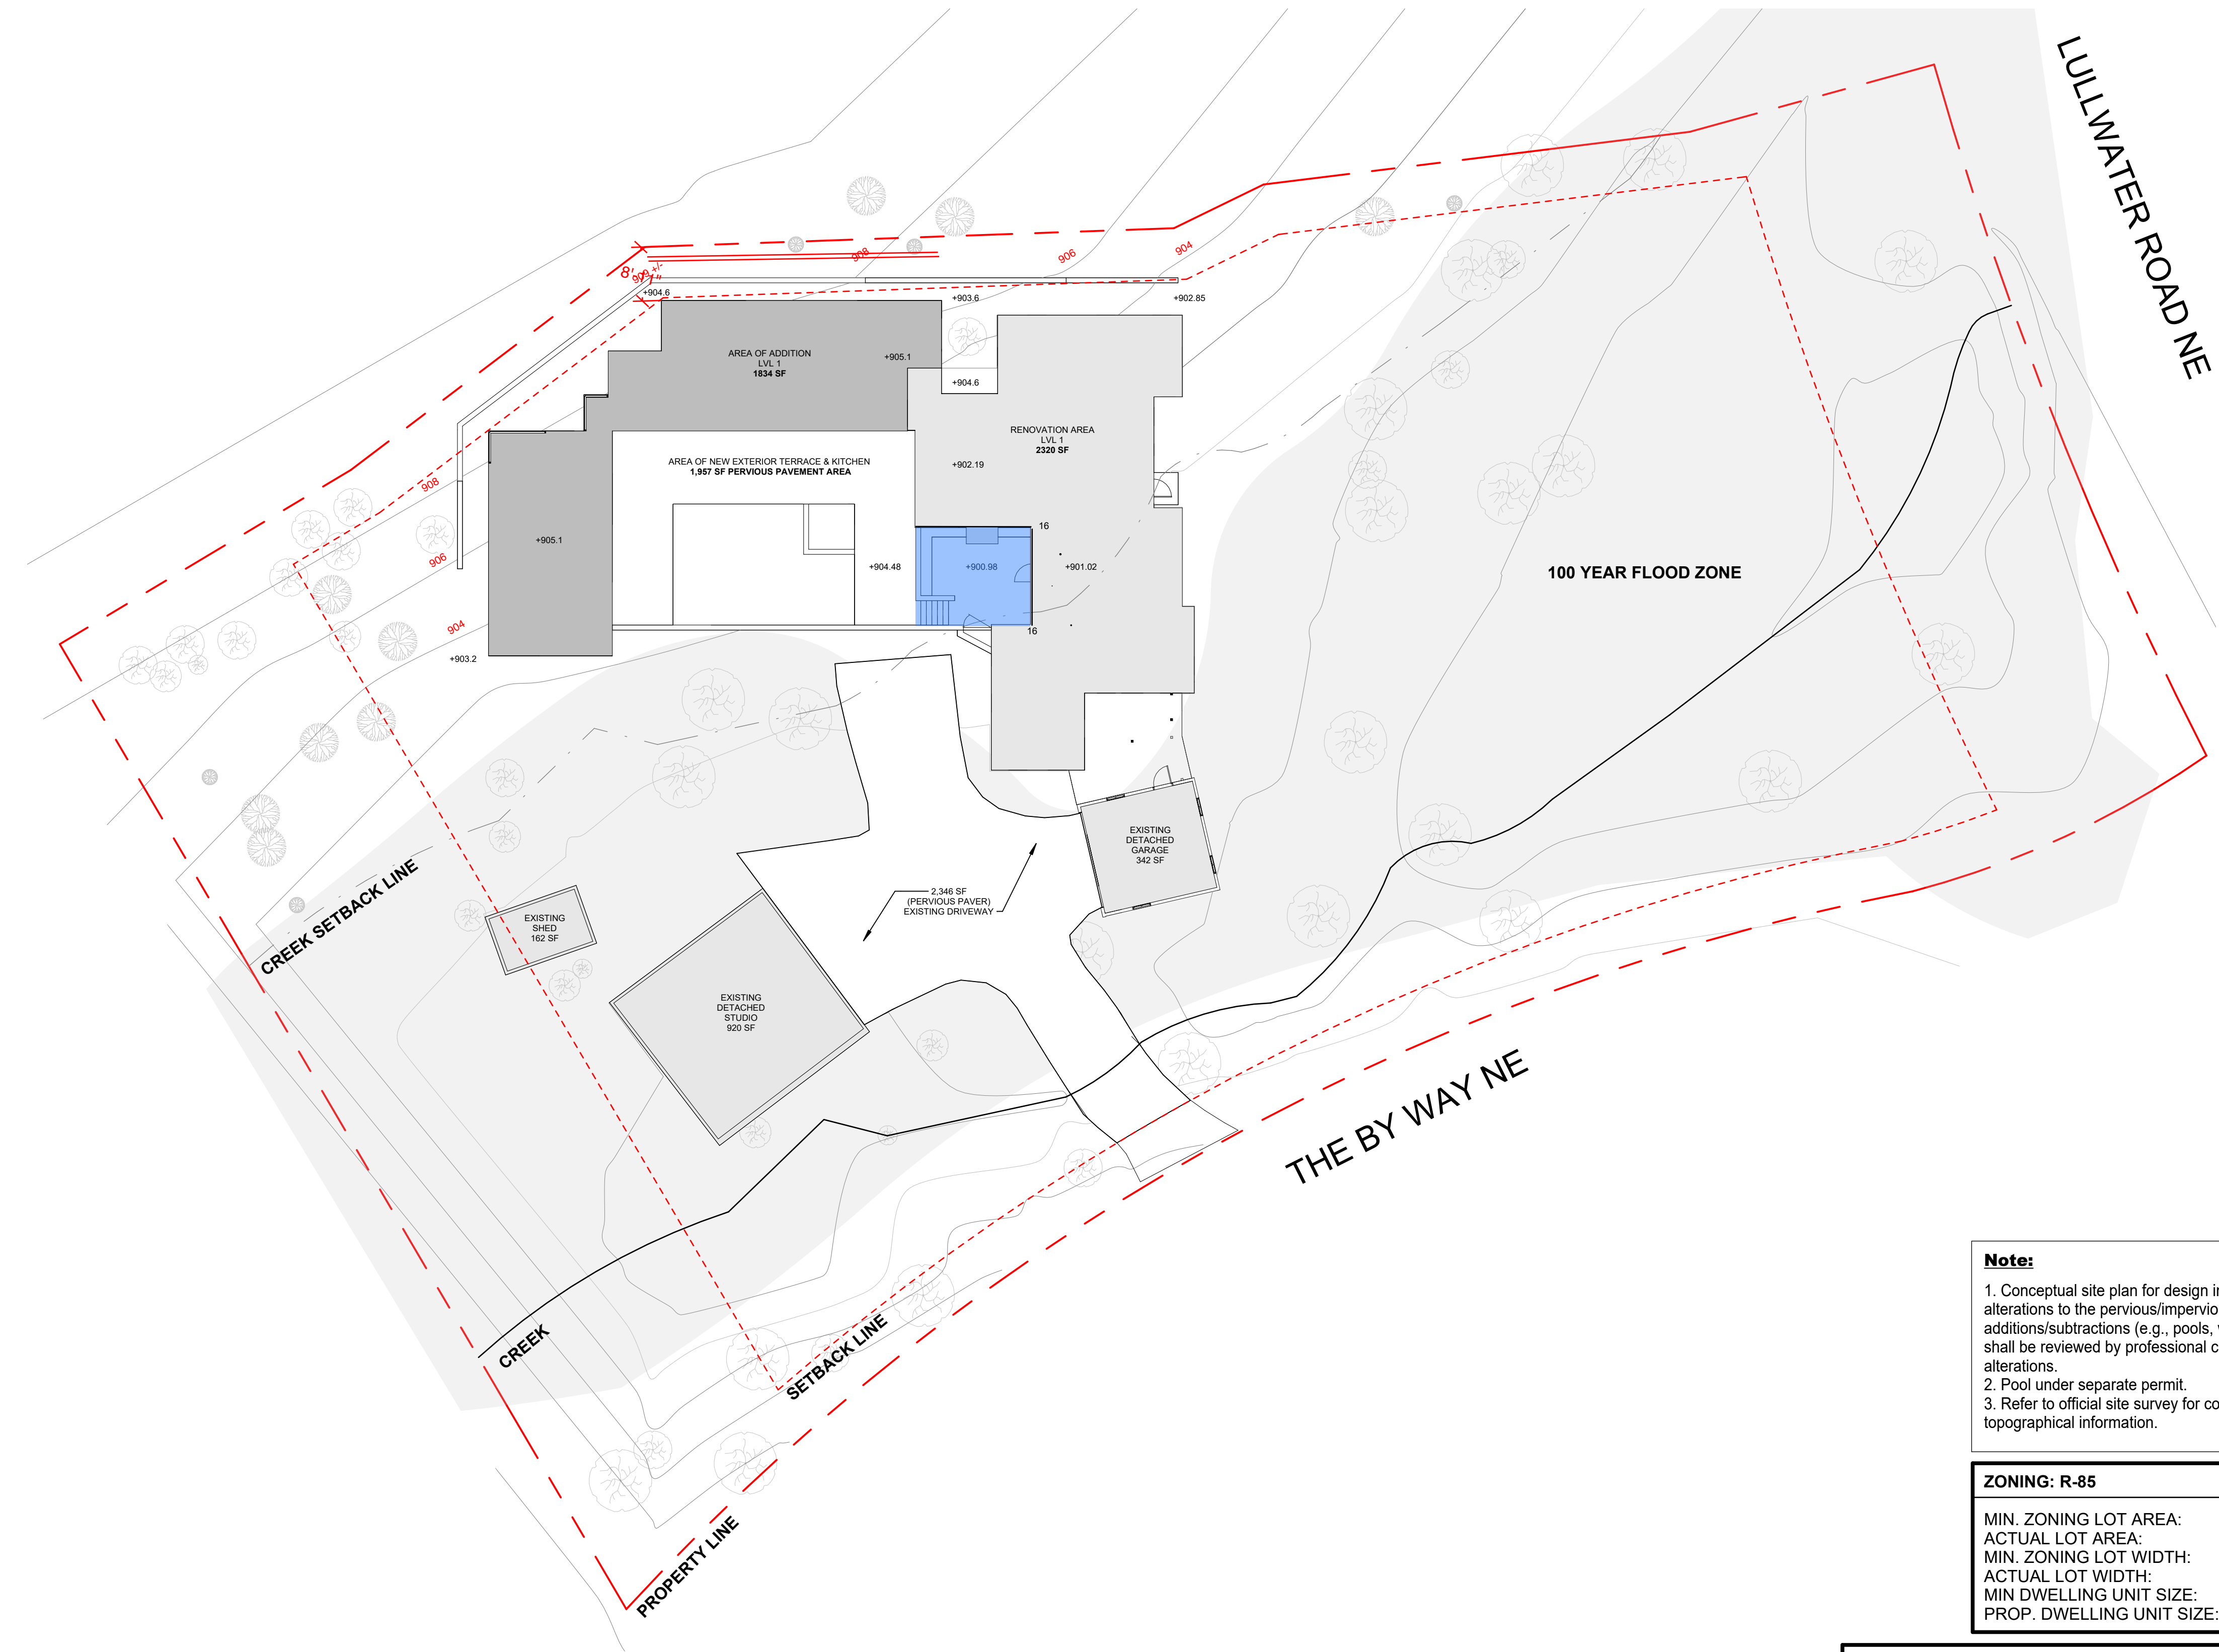 LULLWATER ROAD NE
908
906
904
8'-
909 +/-
+904.6
+903.6
+902.85
AREA OF ADDITION
LVL 1
1834 SF
+905.1
+904.6
RENOVATION AREA
LVL 1
2320 SF
AREA OF NEW EXTERIOR TERRACE & KITCHEN
1,957 SF PERVIOUS PAVEMENT AREA
+902.19
908
+905.1
16
906
+904.48
+900.98
+901.02
100 YEAR FLOOD ZONE
904
16
+903.2
EXISTING
DETACHED
GARAGE
342 SF
2,346 SF
(PERVIOUS PAVER)
EXISTING DRIVEWAY
CREEK SETBACK LINE
EXISTING
SHED
162 SF
EXISTING
DETACHED
STUDIO
920 SF
THE BY WAY NE
CREEK
SETBACK LINE
PROPERTY LINE
Note:
1. Conceptual site plan for design
alterations to the
additions/subtractions (e.g., pools,
shall be reviewed by professional
alterations.
2. Pool under separate permit.
3. Refer to official site survey for
topographical information.
ZONING: R-85
MIN. ZONING LOT AREA:
ACTUAL LOT AREA:
MIN. ZONING LOT WIDTH:
ACTUAL LOT WIDTH:
MIN DWELLING UNIT SIZE:
PROP. DWELLING UNIT SIZE: